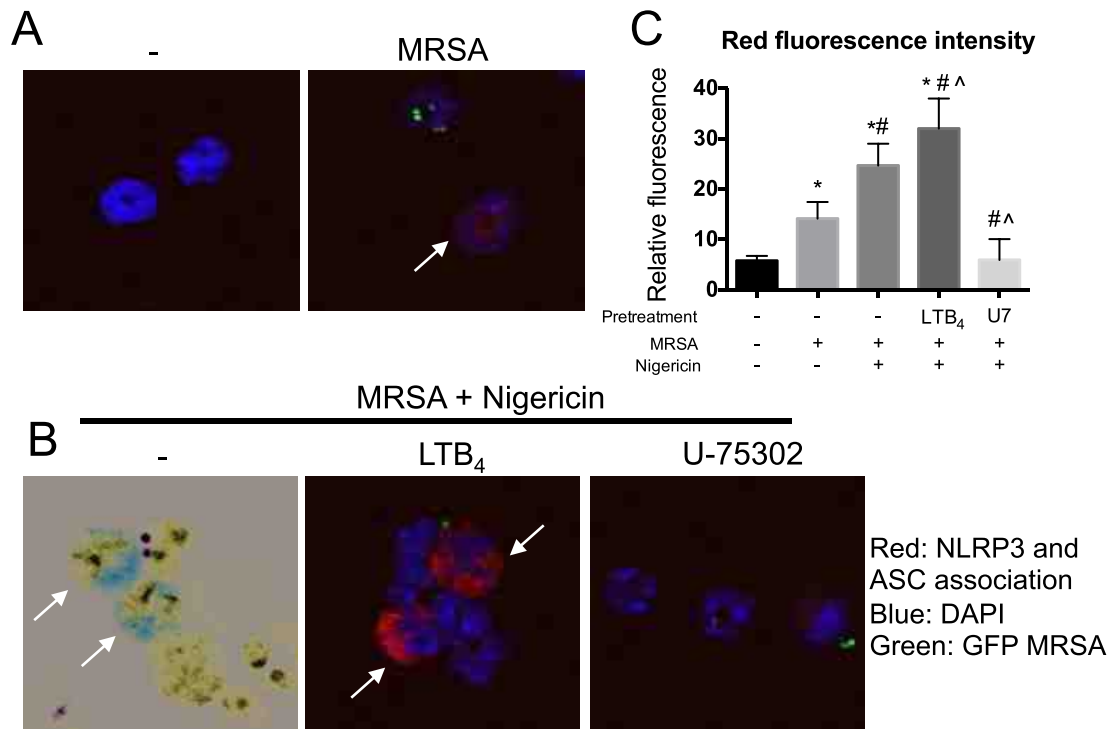 A
-
MRSA
C
Red fluorescence intensity
Relative fluorescence
40
30
20
10
0
*
*#
* # ^
# ^
Pretreatment - - - LTB4 U7
MRSA - + + + +
Nigericin - - + + +
MRSA + Nigericin
B
-
LTB4
U-75302
Red: NLRP3 and
ASC association
Blue: DAPI
Green: GFP MRSA